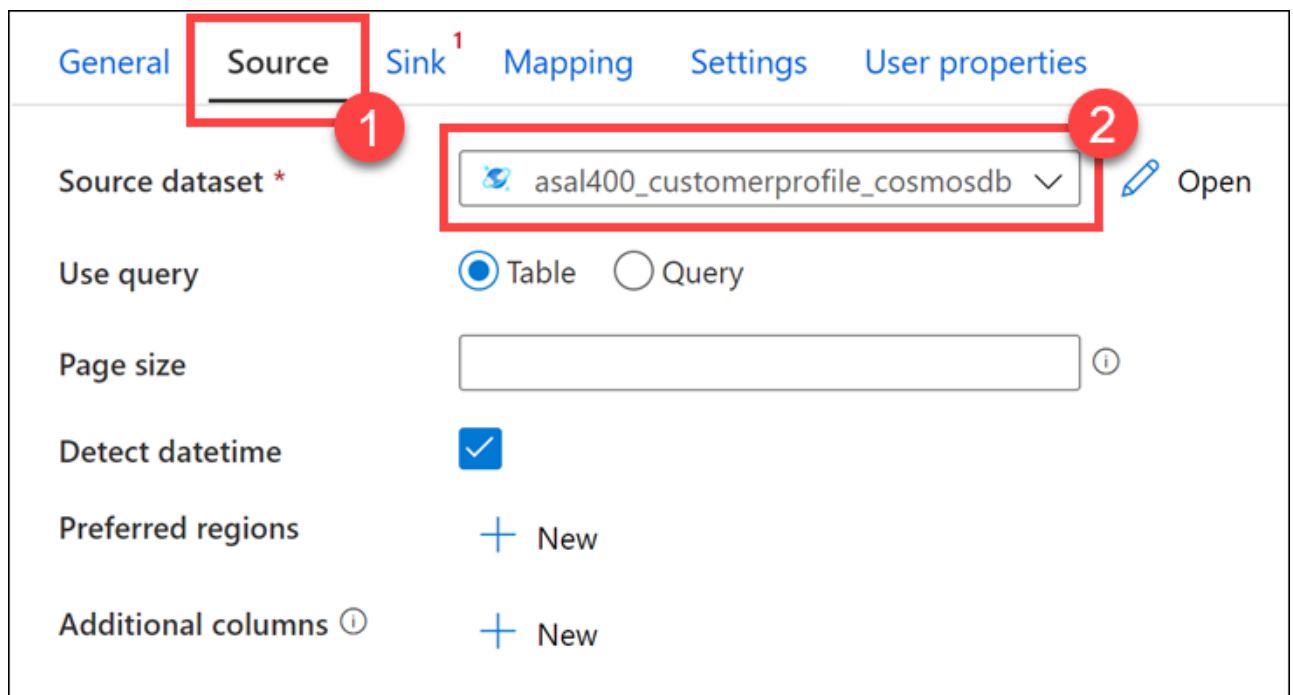 General Source Sink 1 Mapping Settings User properties
1
2
Source dataset * asal400_customerprofile_cosmosdb Open
Use query Table Query
Page size
Detect datetime
Preferred regions + New
Additional columns + New